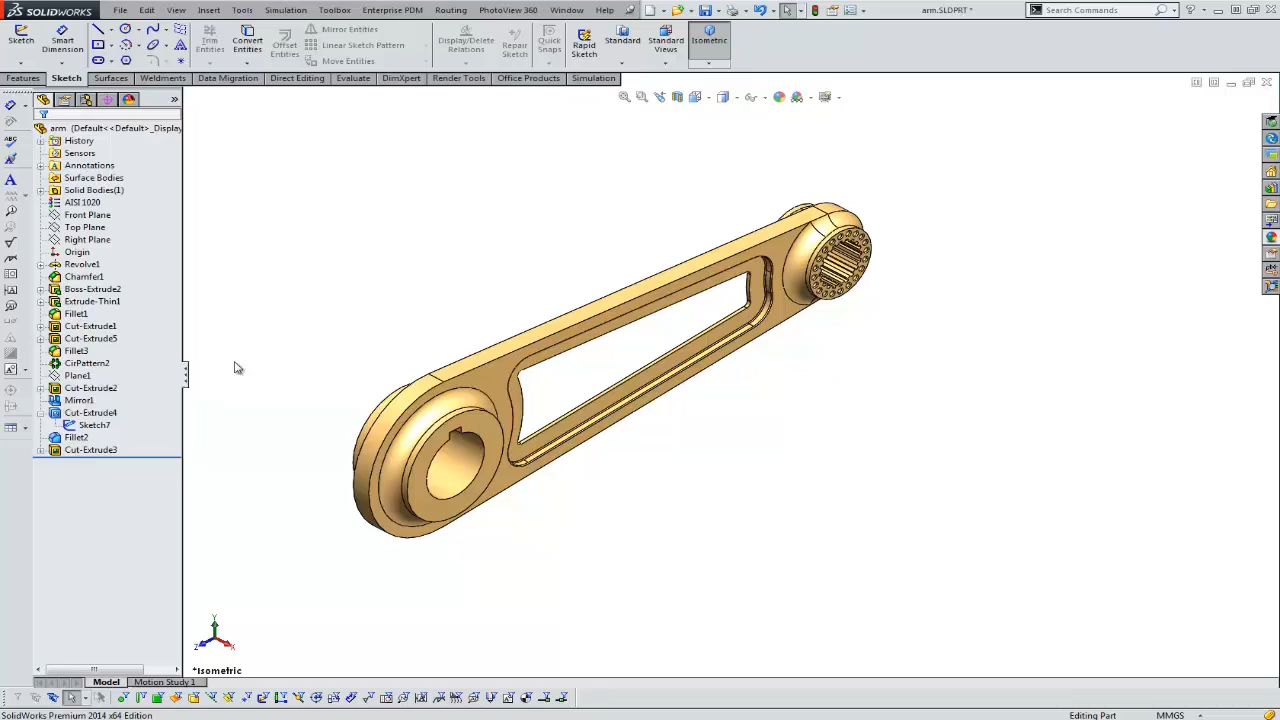 SOLIDWORKS File Edit View Insert Tools Simulation Toolbox Enterprise PDM Routing PhotoView 360 Window Help arm.SLDPRT * Search Commands
Sketch Smart Dimension Trim Entities Convert Entities Offset Entities Mirror Entities Linear Sketch Pattern Move Entities Display/Delete Relations Repair Sketch Quick Snaps Rapid Sketch Standard Standard Views Isometric
Features Sketch Surfaces Weldments Data Migration Direct Editing Evaluate DimXpert Render Tools Office Products Simulation
arm (Default<<Default>_Display
History
Sensors
Annotations
Surface Bodies
Solid Bodies(1)
AISI 1020
Front Plane
Top Plane
Right Plane
Origin
Revolve1
Chamfer1
Boss-Extrude2
Extrude-Thin1
Fillet1
Cut-Extrude1
Cut-Extrude5
Fillet3
CirPattern2
Plane1
Cut-Extrude2
Mirror1
Cut-Extrude4
Sketch7
Fillet2
Cut-Extrude3
Y
Z X
*Isometric
Model Motion Study 1
SolidWorks Premium 2014 x64 Edition Editing Part MMGS